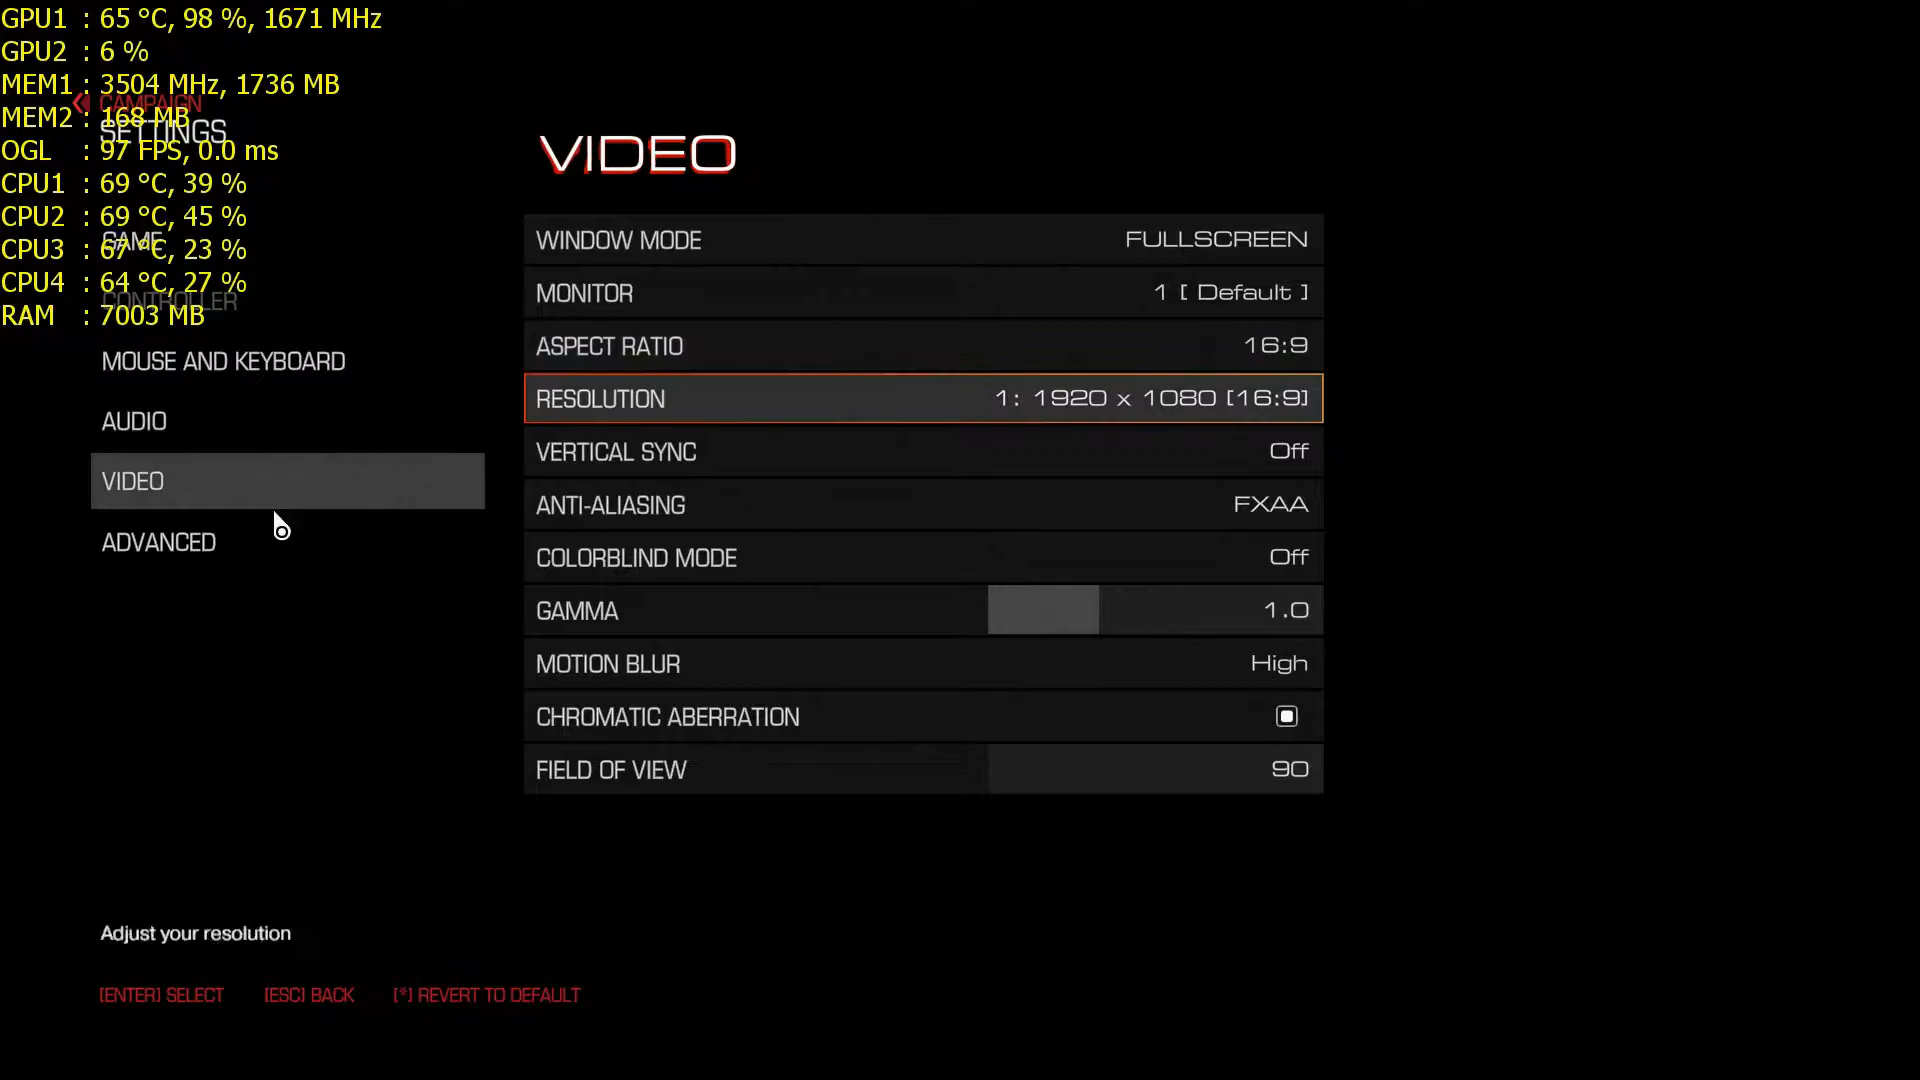 GPU1 : 65 °C, 98 %, 1671 MHz
GPU2 : 6 %
MEM1 : 3504 MHz, 1736 MB
CAMPAIGN
MEM2 : 168 MB
SETTINGS
OGL : 97 FPS, 0.0 ms
CPU1 : 69 °C, 39 %
CPU2 : 69 °C, 45 %
GAME
CPU3 : 67 °C, 23 %
CPU4 : 64 °C, 27 %
CONTROLLER
RAM : 7003 MB
MOUSE AND KEYBOARD
AUDIO
VIDEO
ADVANCED
VIDEO
WINDOW MODE FULLSCREEN
MONITOR 1 [ Default ]
ASPECT RATIO 16:9
RESOLUTION 1: 1920 x 1080 [16:9]
VERTICAL SYNC Off
ANTI-ALIASING FXAA
COLORBLIND MODE Off
GAMMA 1.0
MOTION BLUR High
CHROMATIC ABERRATION
FIELD OF VIEW 90
Adjust your resolution
[ENTER] SELECT [ESC] BACK [*] REVERT TO DEFAULT